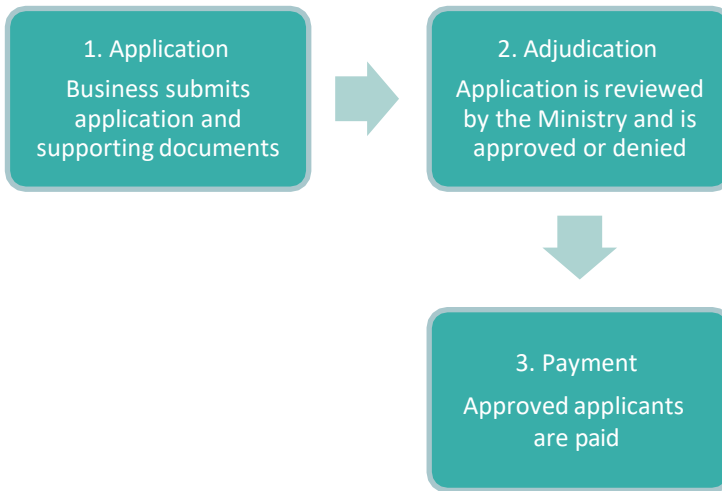 1. Application
Business submits
application and
supporting documents
2. Adjudication
Application is reviewed
by the Ministry and is
approved or denied
3. Payment
Approved applicants
are paid